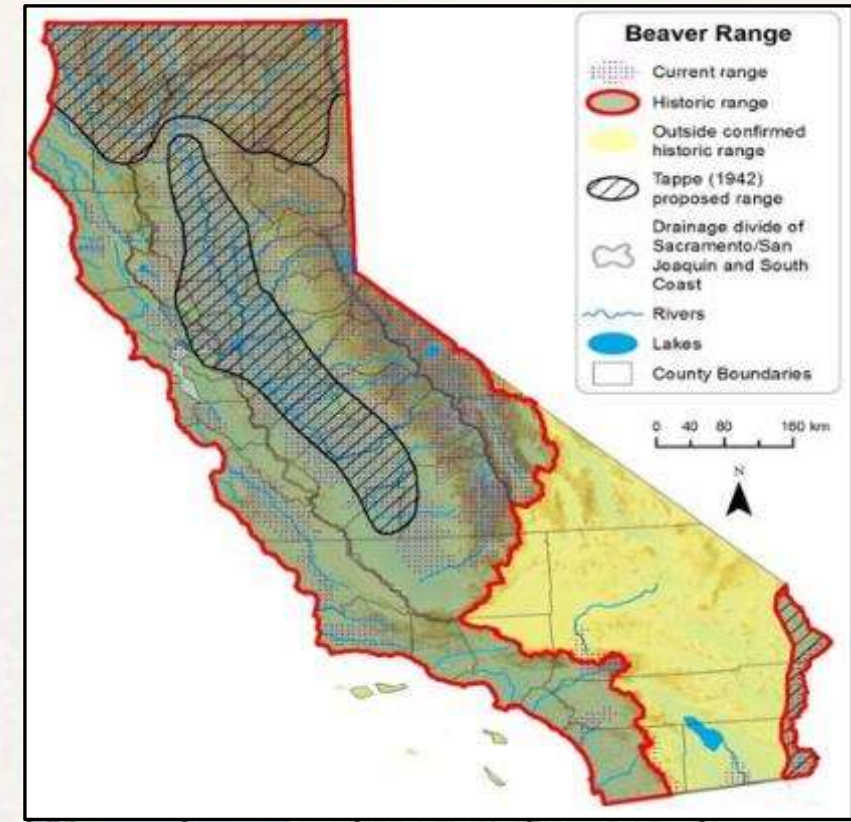 Beaver Range
Current range
Historic range
Outside confirmed
historic range
Tappe (1942)
proposed range
Drainage divide of
Sacramento/San
Joaquin and South
Coast
Rivers
Lakes
County Boundaries
0 40 80 160 km
N